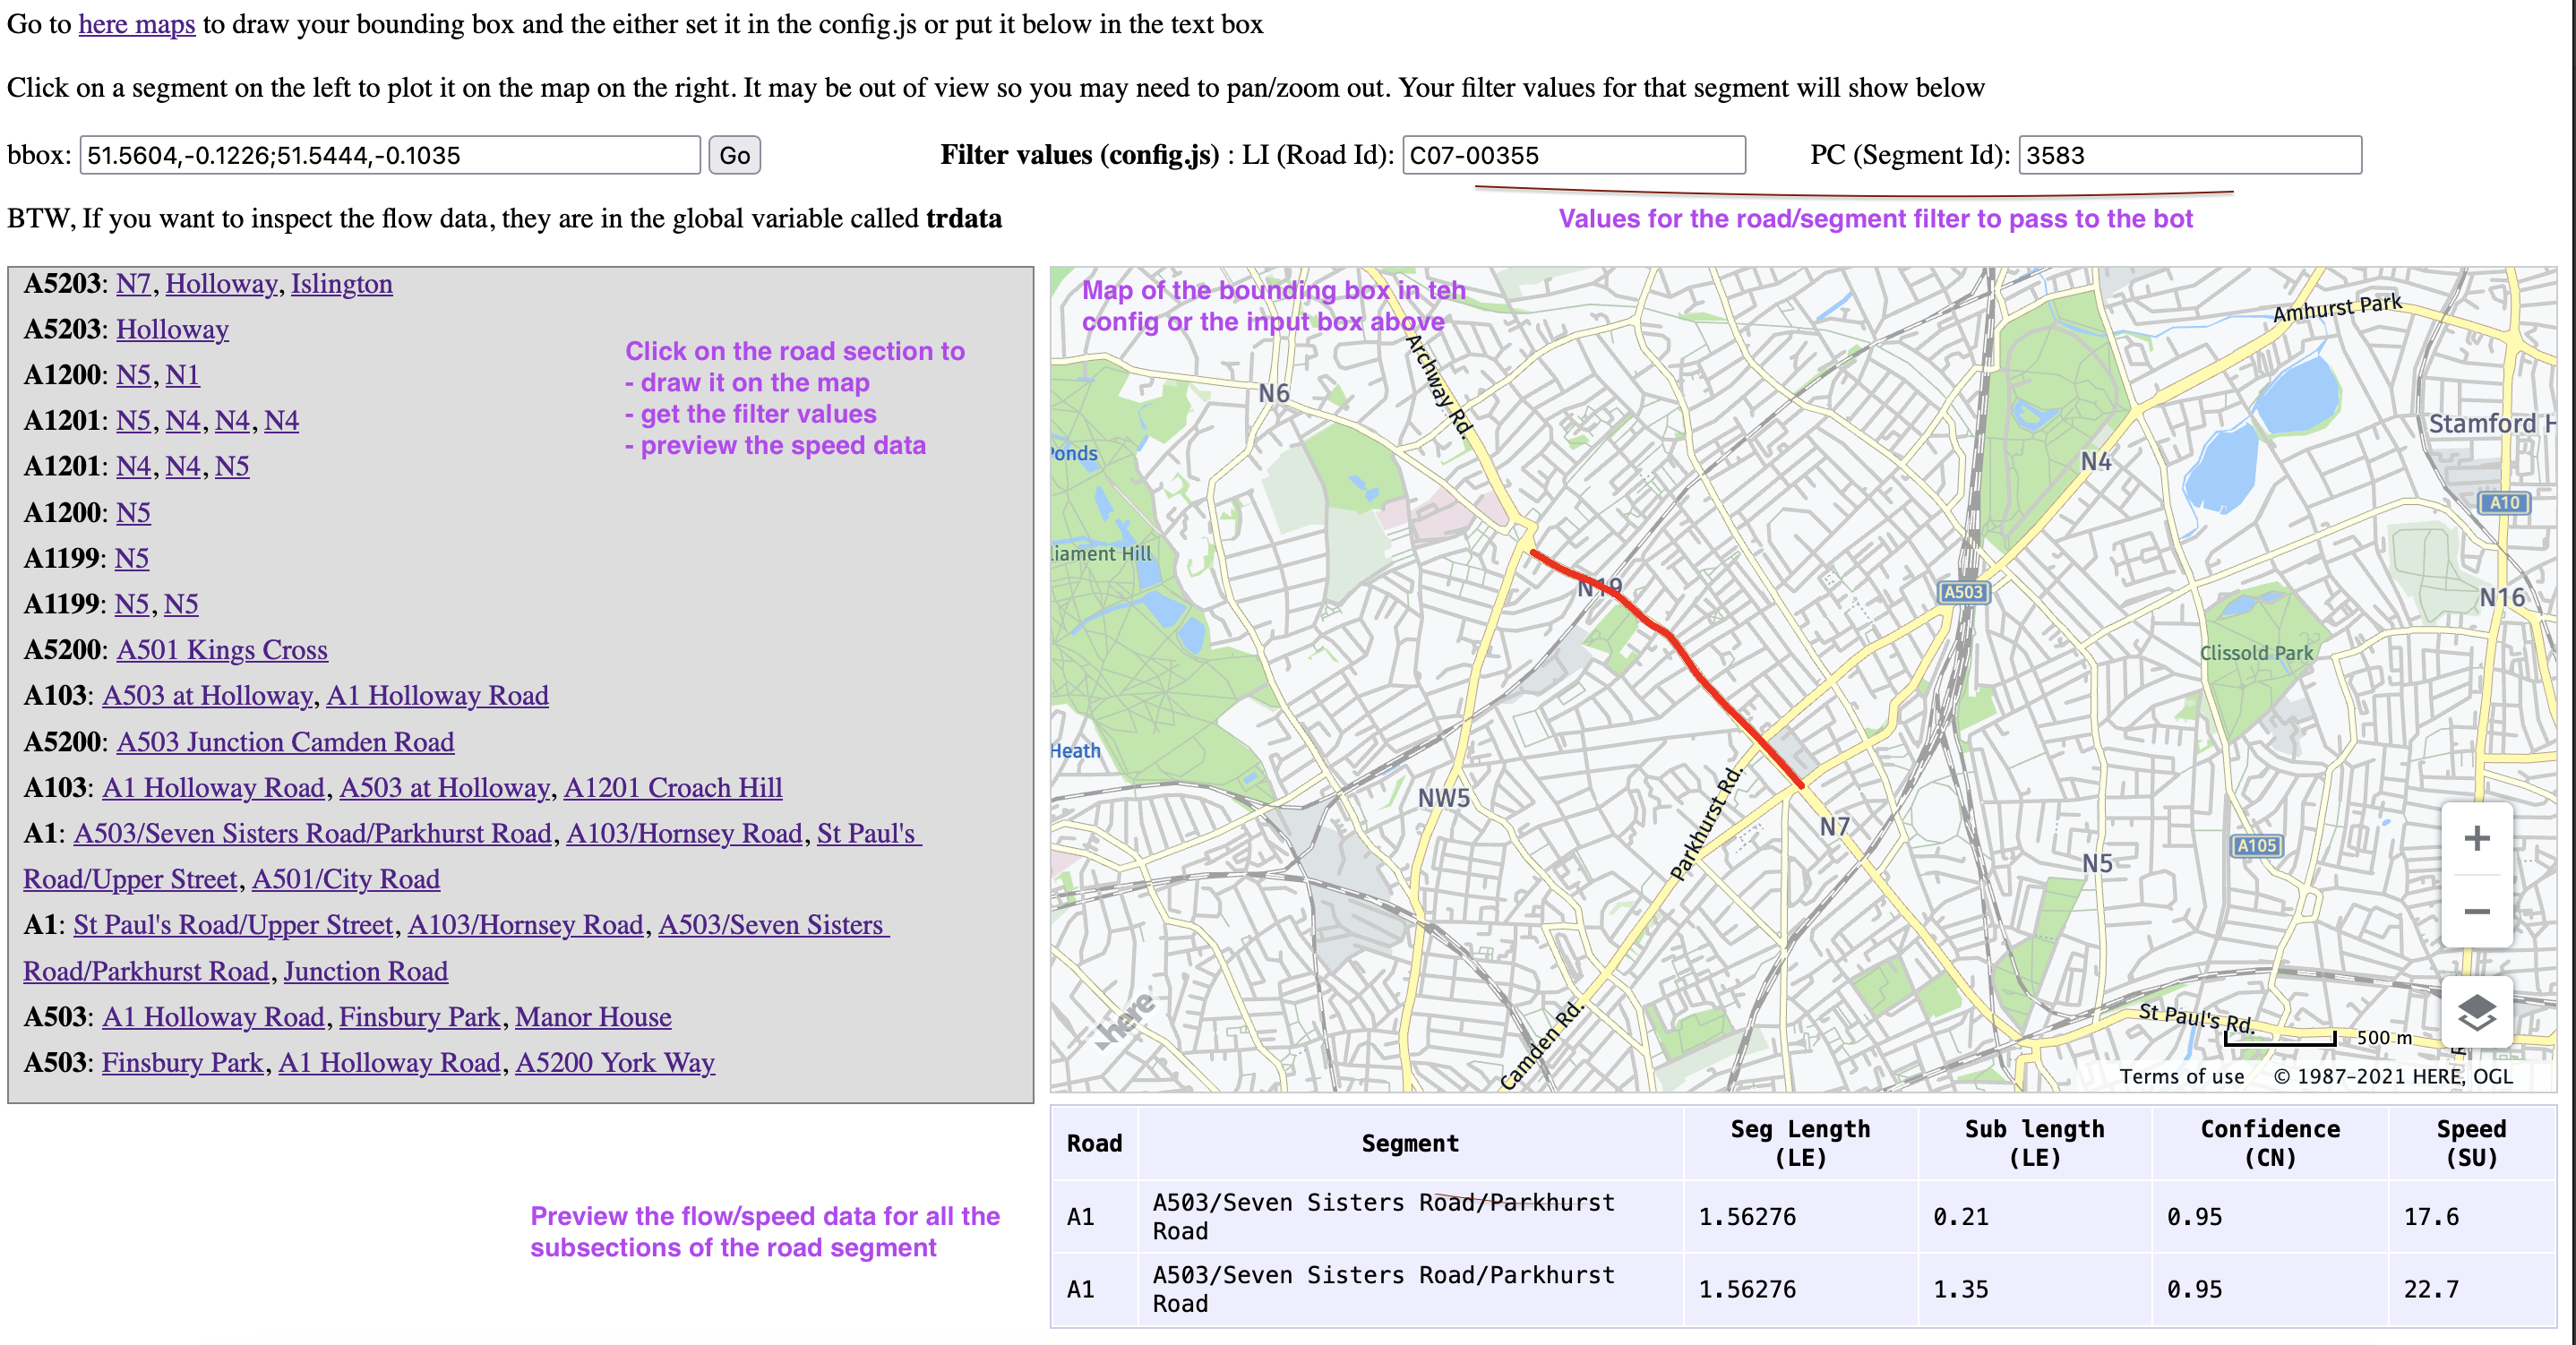 Go to here maps to draw your bounding box and the either set it in the config.js or put it below in the text box
Click on a segment on the left to plot it on the map on the right. It may be out of view so you may need to pan/zoom out. Your filter values for that segment will show below
bbox: 51.5604,-0.1226;51.5444,-0.1035 Go Filter values (config.js) : LI (Road Id): C07-00355 PC (Segment Id): 3583
BTW, If you want to inspect the flow data, they are in the global variable called trdata
Values for the road/segment filter to pass to the bot
A5203: N7, Holloway, Islington
A5203: Holloway
A1200: N5, N1
A1201: N5, N4, N4, N4
A1201: N4, N4, N5
A1200: N5
A1199: N5
A1199: N5, N5
A5200: A501 Kings Cross
A103: A503 at Holloway, A1 Holloway Road
A5200: A503 Junction Camden Road
A103: A1 Holloway Road, A503 at Holloway, A1201 Croach Hill
A1: A503/Seven Sisters Road/Parkhurst Road, A103/Hornsey Road, St Paul's
Road/Upper Street, A501/City Road
A1: St Paul's Road/Upper Street, A103/Hornsey Road, A503/Seven Sisters
Road/Parkhurst Road, Junction Road
A503: A1 Holloway Road, Finsbury Park, Manor House
A503: Finsbury Park, A1 Holloway Road, A5200 York Way
Click on the road section to
- draw it on the map
- get the filter values
- preview the speed data
Map of the bounding box in teh
config or the input box above
Amhurst Park
Archway Rd.
N6
Stamford H
Ponds
N4
A10
liament Hill
N19
A503
N16
Clissold Park
Heath
NW5
Parkhurst Rd.
N7
A105
N5
+
−
here
Camden Rd.
St Paul's Rd.
500 m
Terms of use © 1987–2021 HERE, OGL
Preview the flow/speed data for all the
subsections of the road segment
Road Segment Seg Length (LE) Sub length (LE) Confidence (CN) Speed (SU)
A1 A503/Seven Sisters Road/Parkhurst Road 1.56276 0.21 0.95 17.6
A1 A503/Seven Sisters Road/Parkhurst Road 1.56276 1.35 0.95 22.7